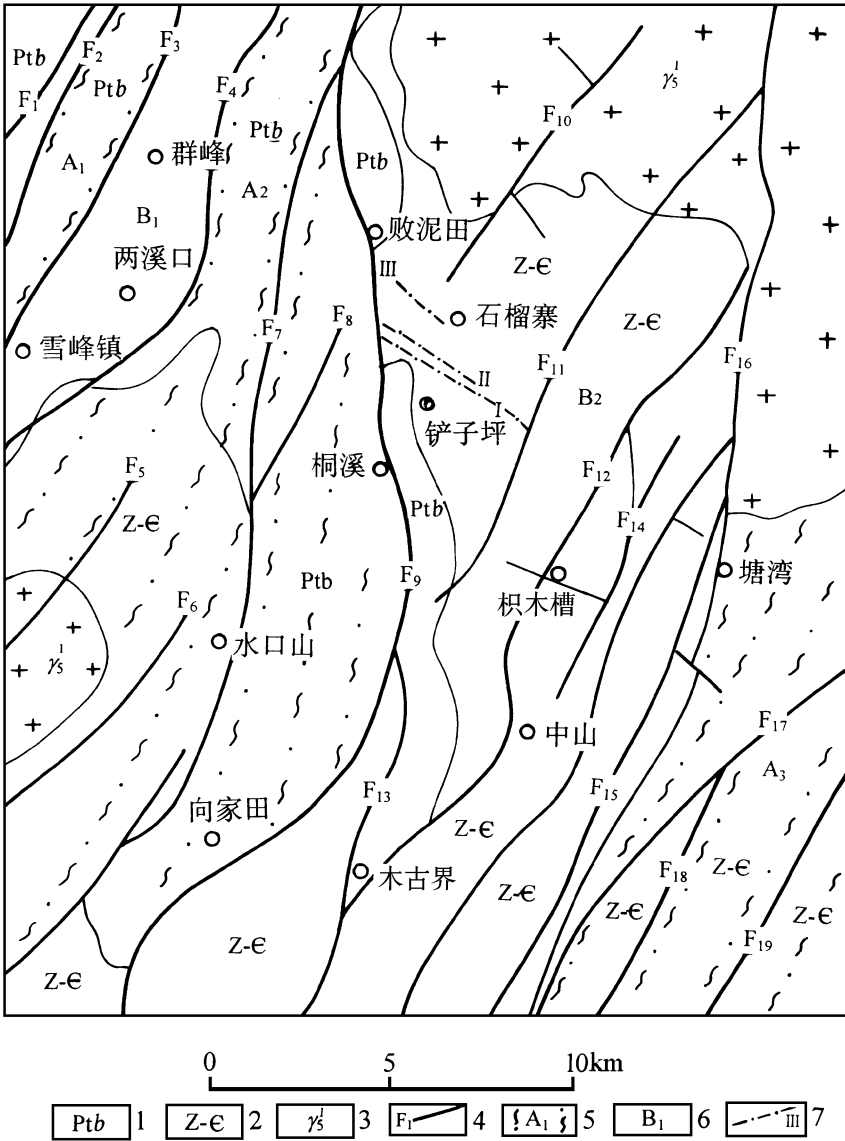 Ptb
F₁
F₂
F₃
Ptb
F₄
Ptb
A₁
群峰
B₁
A₂
两溪口
雪峰镇
Ptb
败泥田
γ₅¹
F₁₀
Z-Є
III
石榴寨
Z-Є
F₇
F₈
II
I
F₁₁
F₁₆
B₂
铲子坪
桐溪
F₅
Z-Є
Ptb
F₁₂
F₁₄
F₆
Ptb
F₉
枳木槽
塘湾
γ₅¹
水口山
中山
F₁₇
A₃
向家田
F₁₃
F₁₅
Z-Є
木古界
F₁₈
Z-Є
Z-Є
Z-Є
Z-Є
Z-Є
Z-Є
F₁₉
0 5 10km
Ptb 1 Z-Є 2 γ₅¹ 3 F₁ 4 A₁ 5 B₁ 6 III 7